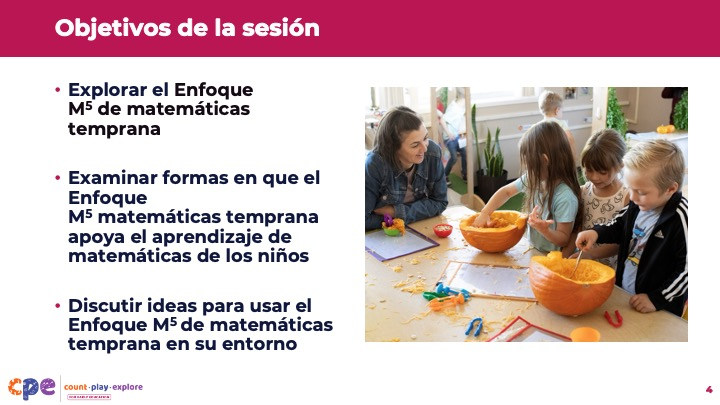 Objetivos de la sesión
• Explorar el Enfoque
M⁵ de matemáticas
temprana
• Examinar formas en que el
Enfoque
M⁵ matemáticas temprana
apoya el aprendizaje de
matemáticas de los niños
• Discutir ideas para usar el
Enfoque M⁵ de matemáticas
temprana en su entorno
cpe count·play·explore
4